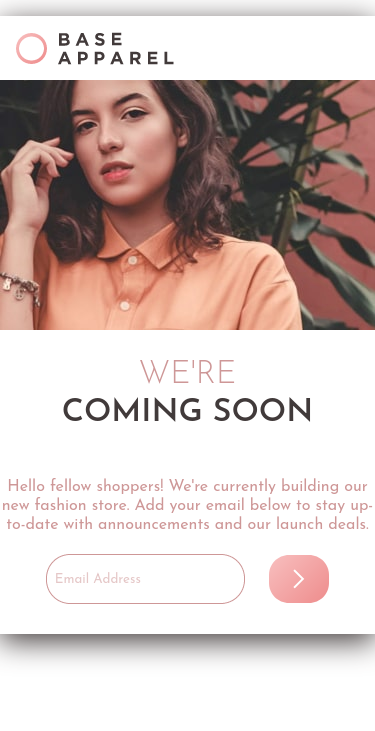 BASE
APPAREL
WE'RE
COMING SOON
Hello fellow shoppers! We're currently building our
new fashion store. Add your email below to stay up-
to-date with announcements and our launch deals.
Email Address